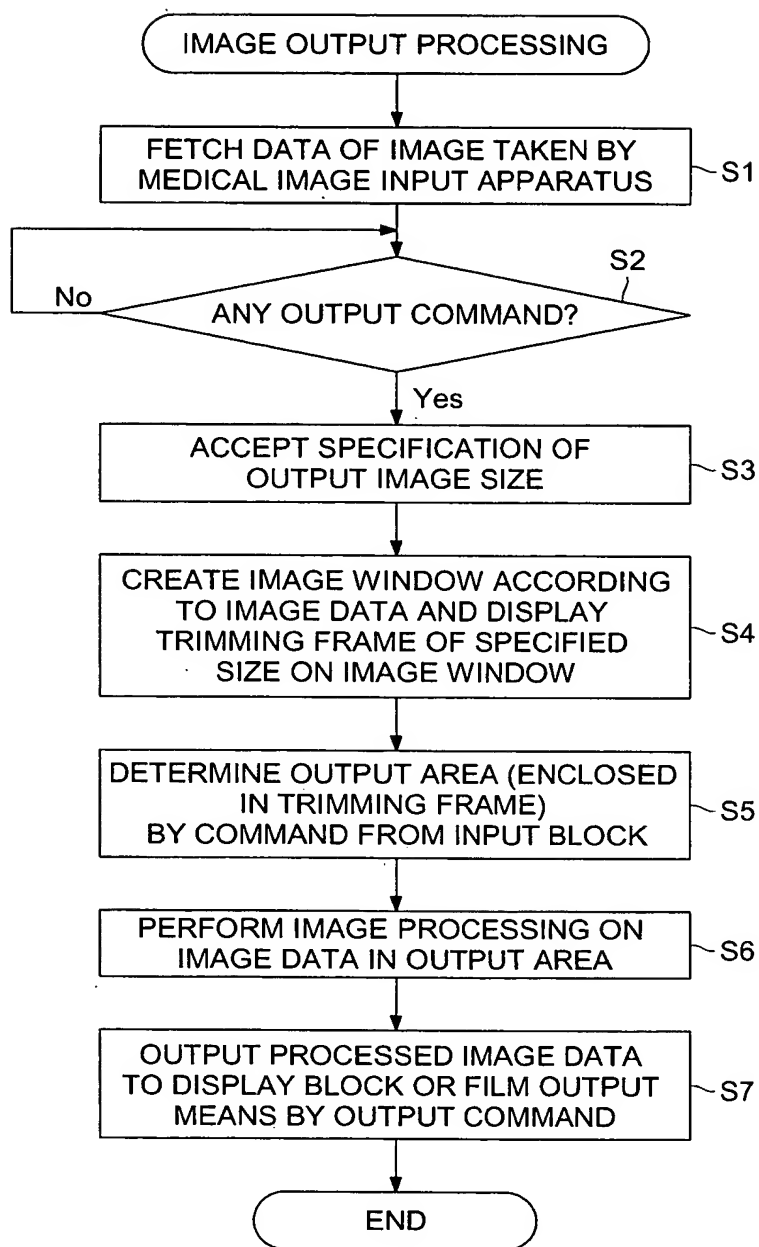 IMAGE OUTPUT PROCESSING
FETCH DATA OF IMAGE TAKEN BY
MEDICAL IMAGE INPUT APPARATUS
S1
S2
No
ANY OUTPUT COMMAND?
Yes
ACCEPT SPECIFICATION OF
OUTPUT IMAGE SIZE
S3
CREATE IMAGE WINDOW ACCORDING
TO IMAGE DATA AND DISPLAY
TRIMMING FRAME OF SPECIFIED
SIZE ON IMAGE WINDOW
S4
DETERMINE OUTPUT AREA (ENCLOSED
IN TRIMMING FRAME)
BY COMMAND FROM INPUT BLOCK
S5
PERFORM IMAGE PROCESSING ON
IMAGE DATA IN OUTPUT AREA
S6
OUTPUT PROCESSED IMAGE DATA
TO DISPLAY BLOCK OR FILM OUTPUT
MEANS BY OUTPUT COMMAND
S7
END